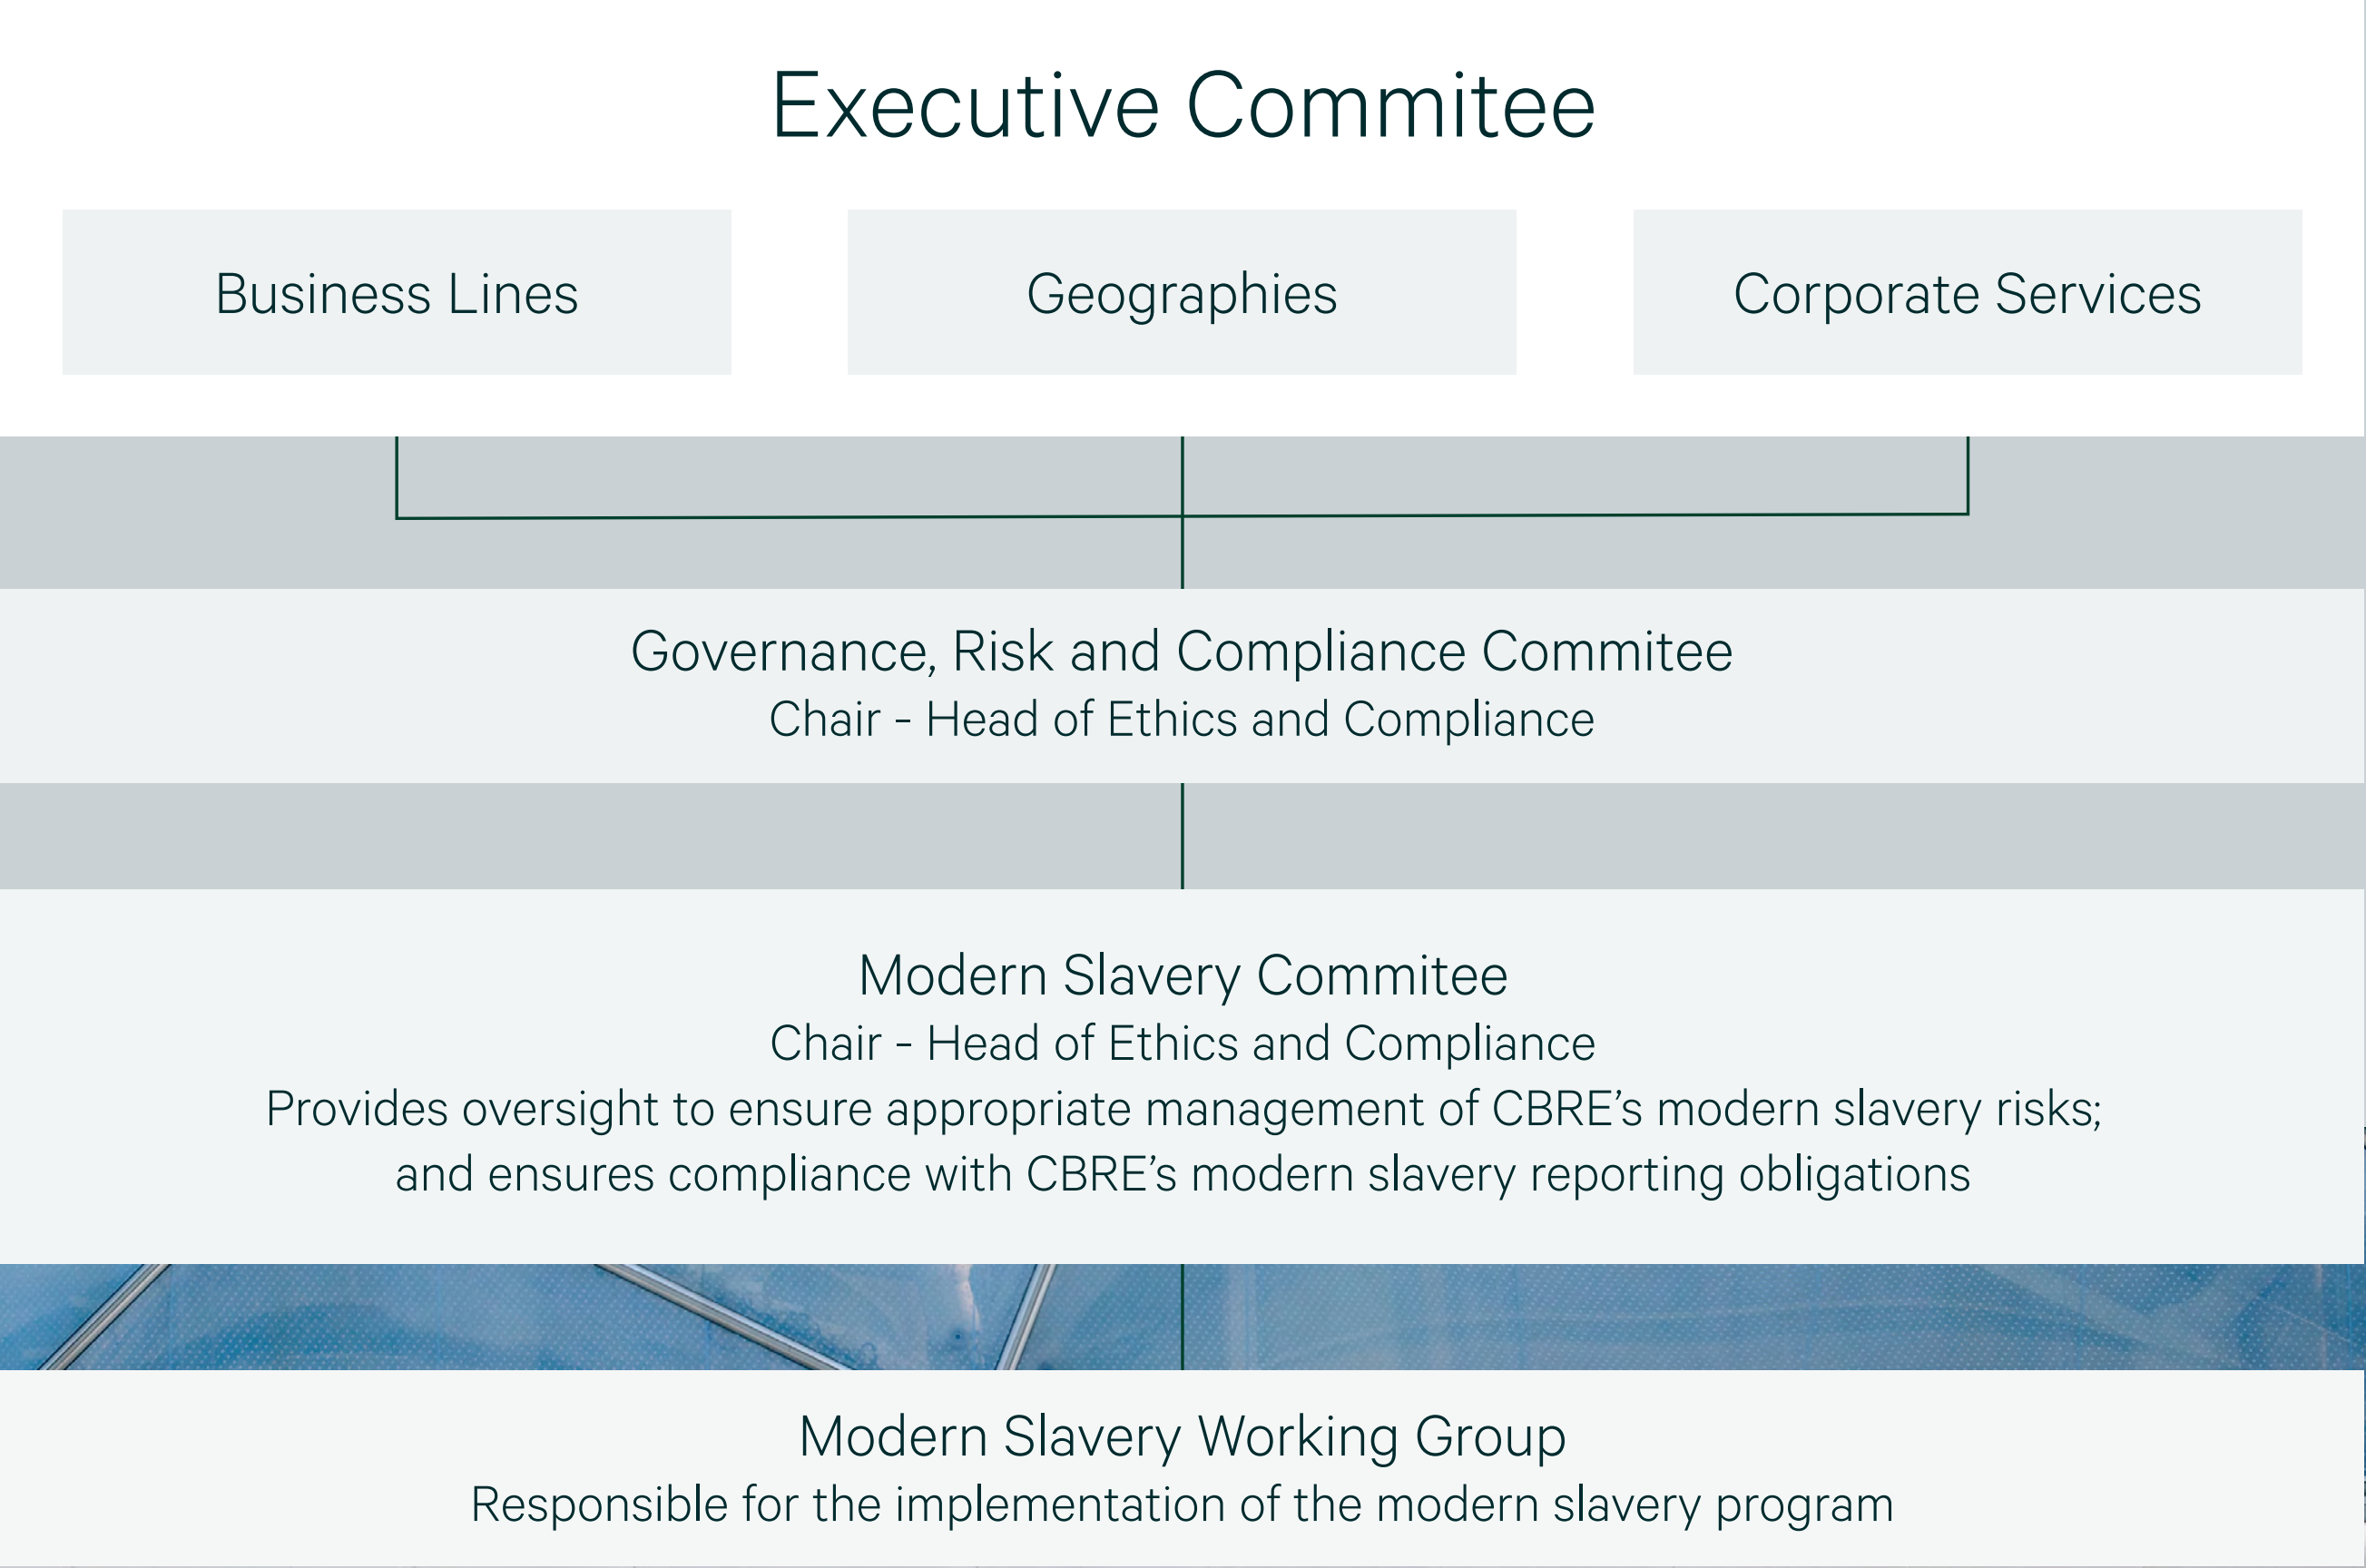 Executive Commitee
Business Lines
Geographies
Corporate Services
Governance, Risk and Compliance Commitee
Chair - Head of Ethics and Compliance
Modern Slavery Commitee
Chair - Head of Ethics and Compliance
Provides oversight to ensure appropriate management of CBRE’s modern slavery risks;
and ensures compliance with CBRE’s modern slavery reporting obligations
Modern Slavery Working Group
Responsible for the implementation of the modern slavery program